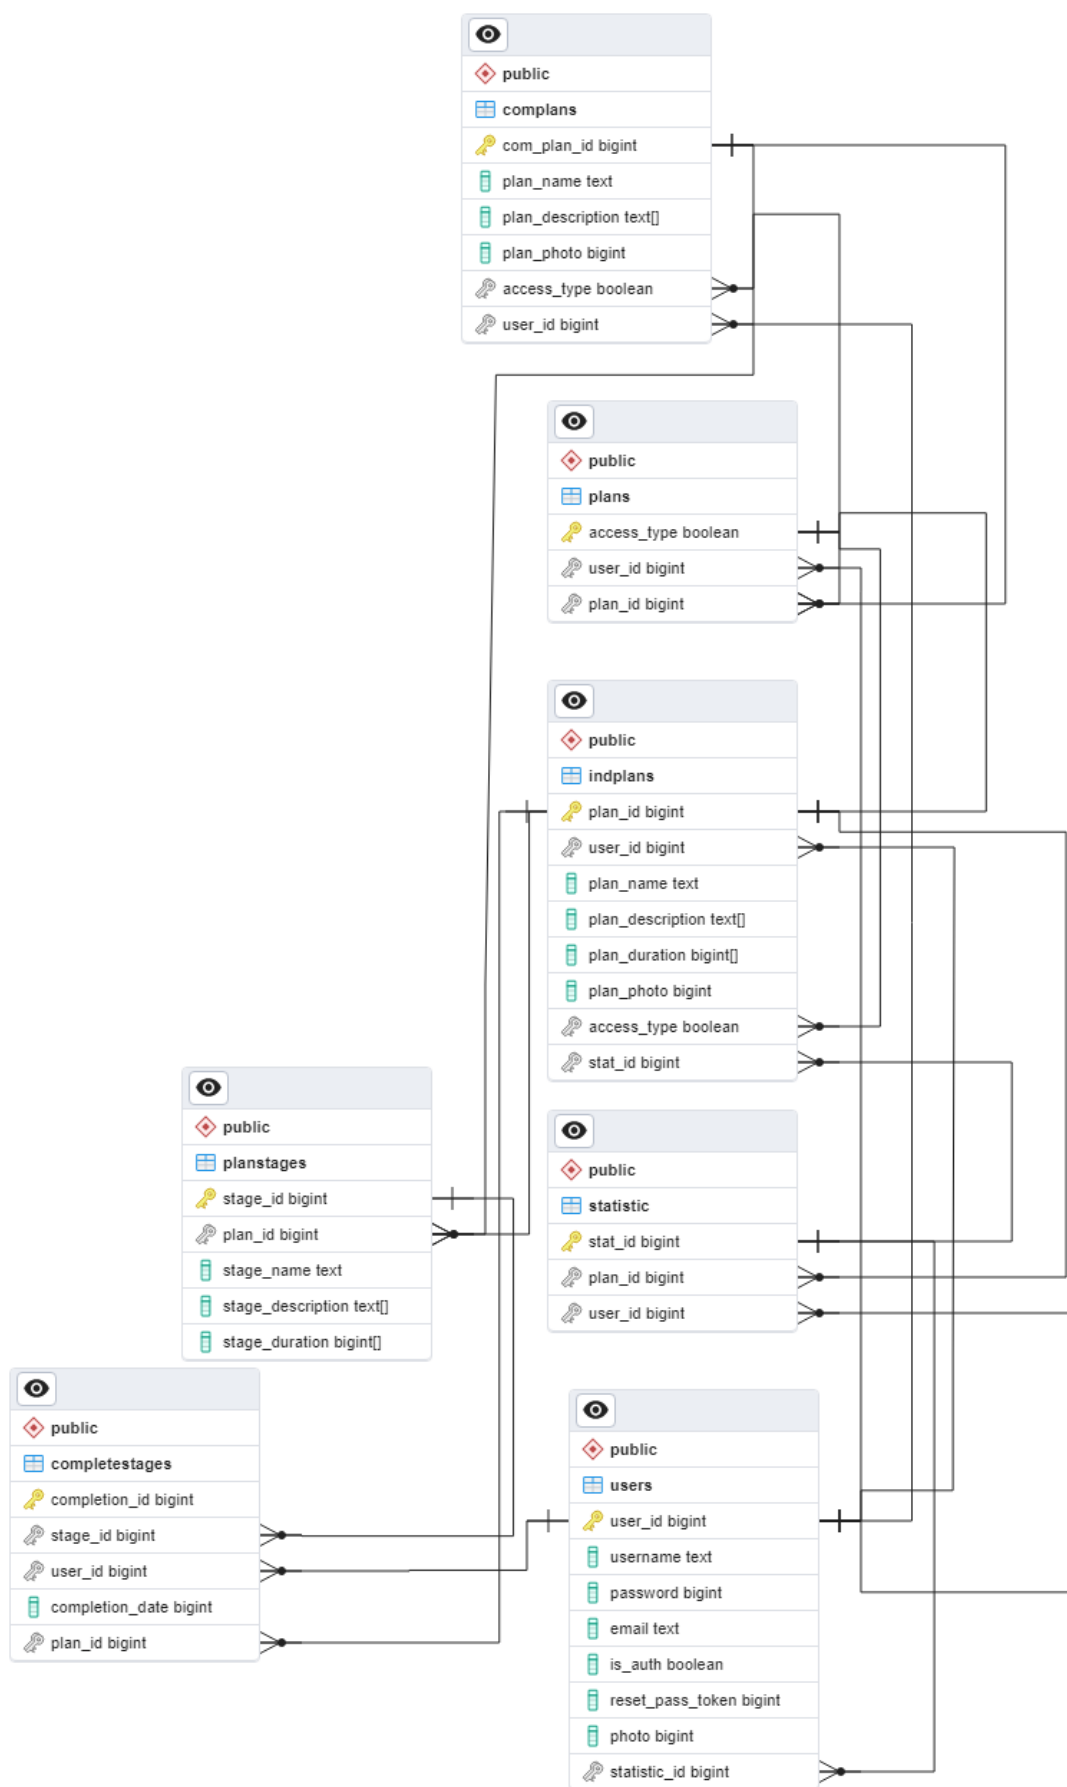 public
complans
com_plan_id bigint
plan_name text
plan_description text[]
plan_photo bigint
access_type boolean
user_id bigint
public
plans
access_type boolean
user_id bigint
plan_id bigint
public
indplans
plan_id bigint
user_id bigint
plan_name text
plan_description text[]
plan_duration bigint[]
plan_photo bigint
access_type boolean
stat_id bigint
public
planstages
stage_id bigint
plan_id bigint
stage_name text
stage_description text[]
stage_duration bigint[]
public
statistic
stat_id bigint
plan_id bigint
user_id bigint
public
completestages
completion_id bigint
stage_id bigint
user_id bigint
completion_date bigint
plan_id bigint
public
users
user_id bigint
username text
password bigint
email text
is_auth boolean
reset_pass_token bigint
photo bigint
statistic_id bigint